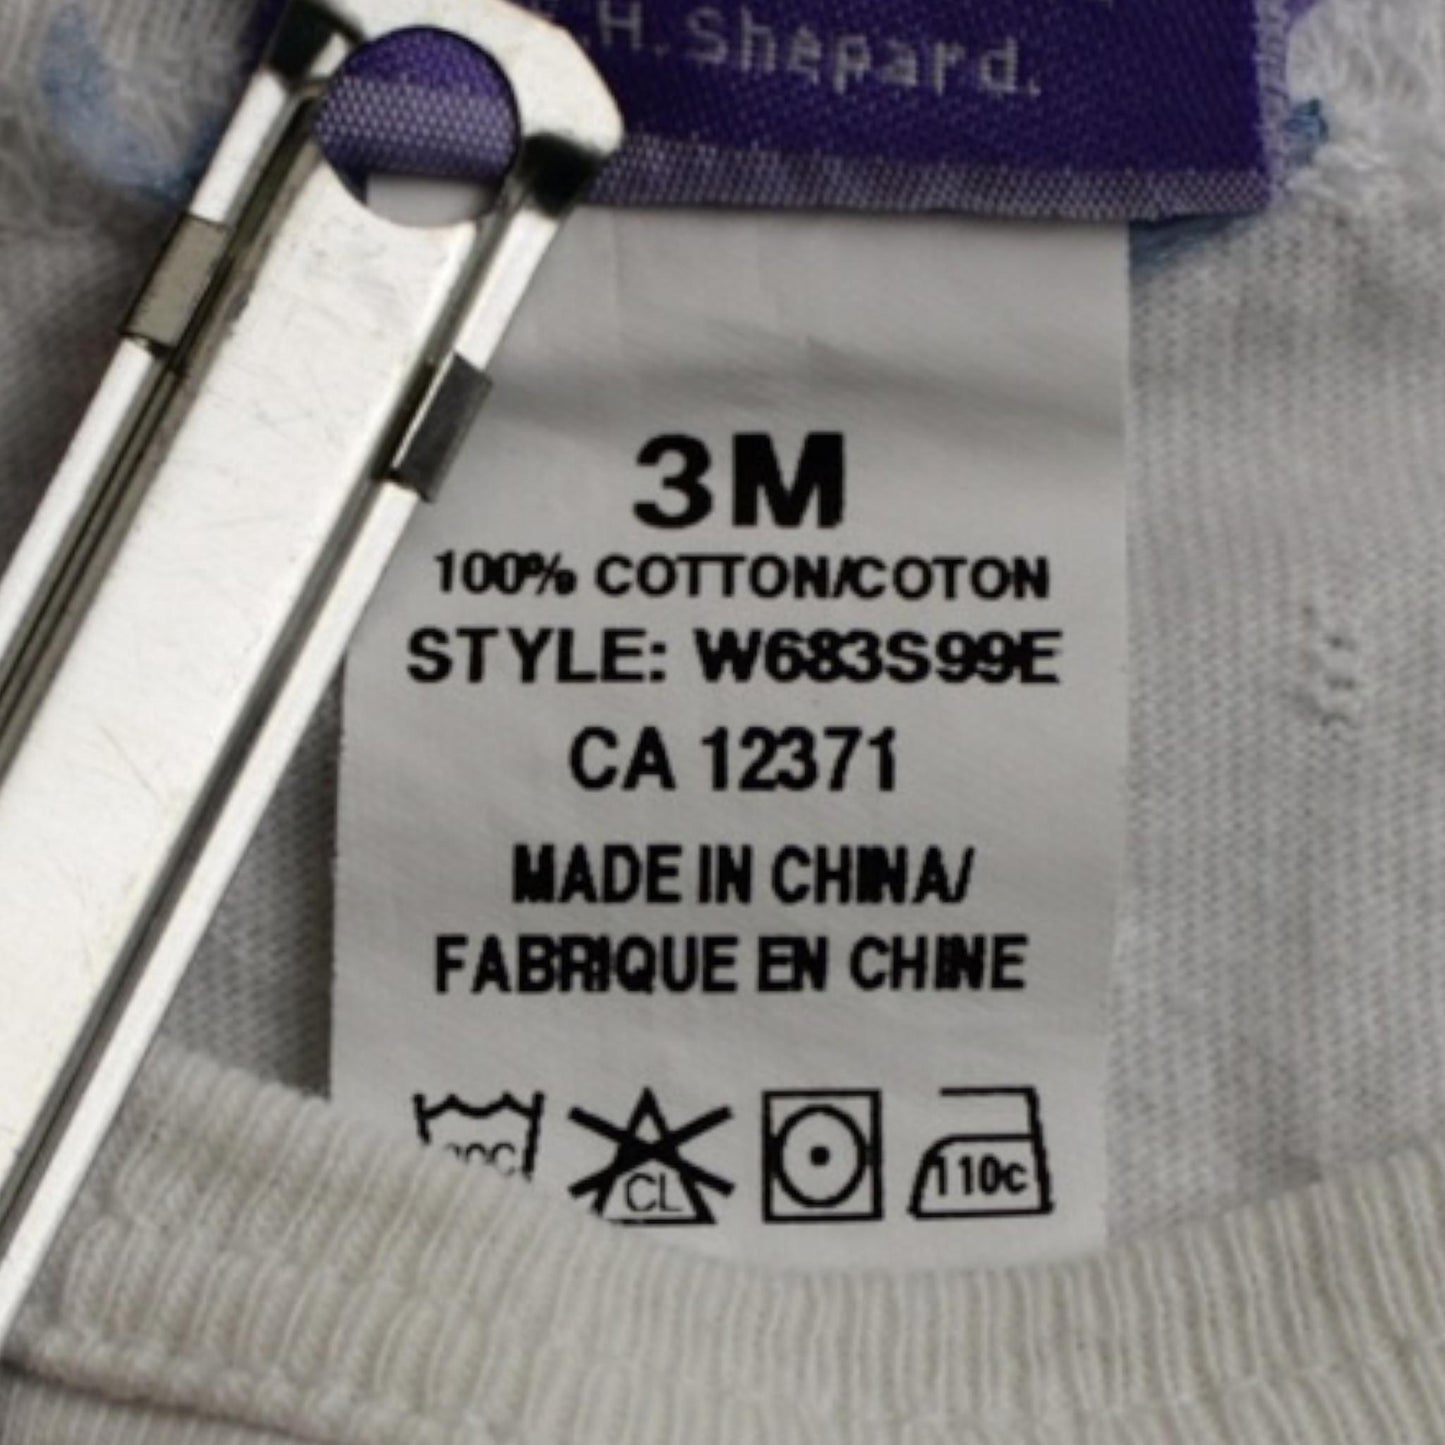 .H. Shepard.
3M
100% COTTON/COTON
STYLE: W683S99E
CA 12371
MADE IN CHINA/
FABRIQUE EN CHINE
CL 110c